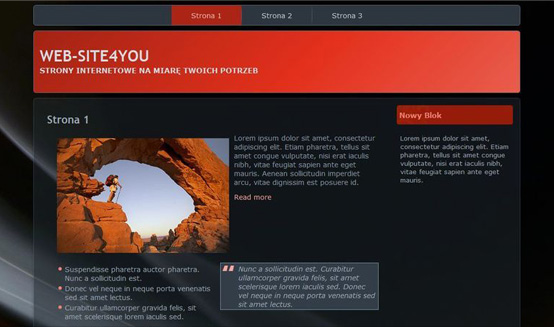 Strona 1
Strona 2
Strona 3
WEB-SITE4YOU
STRONY INTERNETOWE NA MIARĘ TWOICH POTRZEB
Strona 1
Lorem ipsum dolor sit amet, consectetur
adipiscing elit. Etiam pharetra, tellus sit
amet congue vulputate, nisi erat iaculis
nibh, vitae feugiat sapien ante eget
mauris. Aenean sollicitudin imperdiet
arcu, vitae dignissim est posuere id.
Read more
Suspendisse pharetra auctor pharetra.
Nunc a sollicitudin est.
Donec vel neque in neque porta venenatis
sed sit amet lectus.
Curabitur ullamcorper gravida felis, sit
amet scelerisque lorem iaculis sed.
Nunc a sollicitudin est. Curabitur
ullamcorper gravida felis, sit amet
scelerisque lorem iaculis sed. Donec
vel neque in neque porta venenatis sed
sit amet lectus.
Nowy Blok
Lorem ipsum dolor sit amet,
consectetur adipiscing elit. Etiam
pharetra, tellus sit amet congue
vulputate, nisi erat iaculis nibh,
vitae feugiat sapien ante eget
mauris.